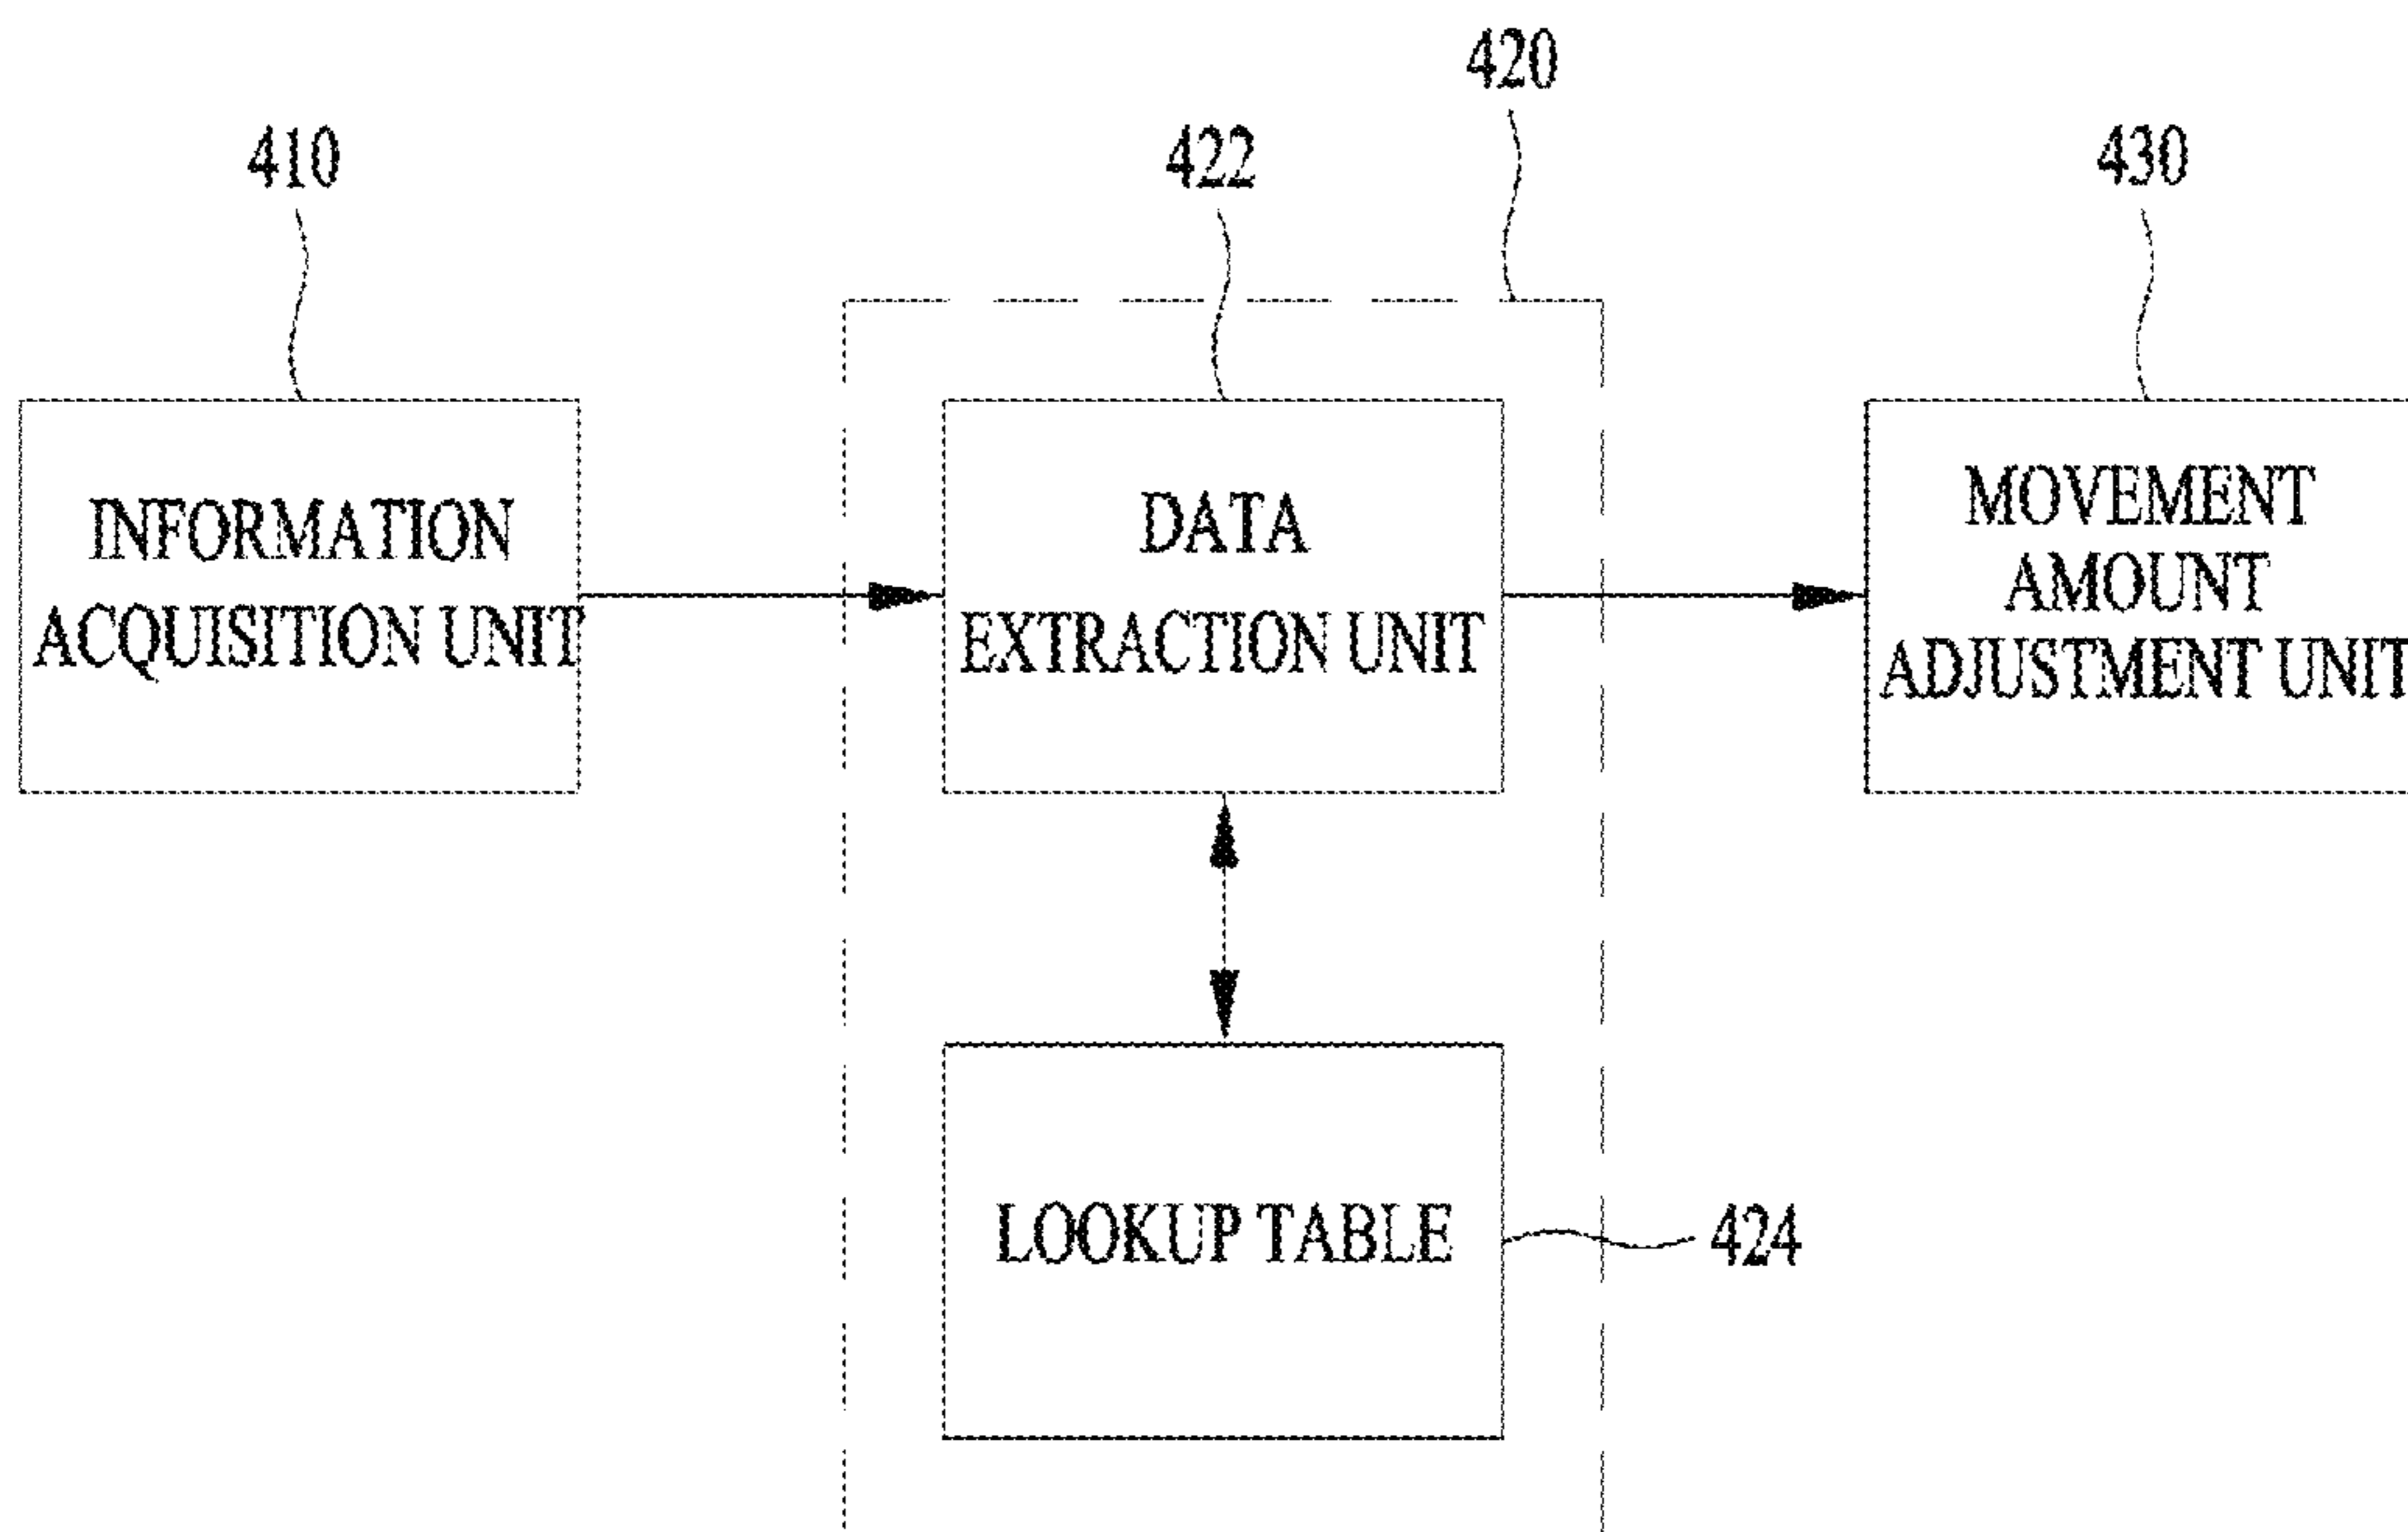 420
410
422
430
INFORMATION
ACQUISITION UNIT
DATA
EXTRACTION UNIT
MOVEMENT
AMOUNT
ADJUSTMENT UNIT
LOOKUP TABLE
424